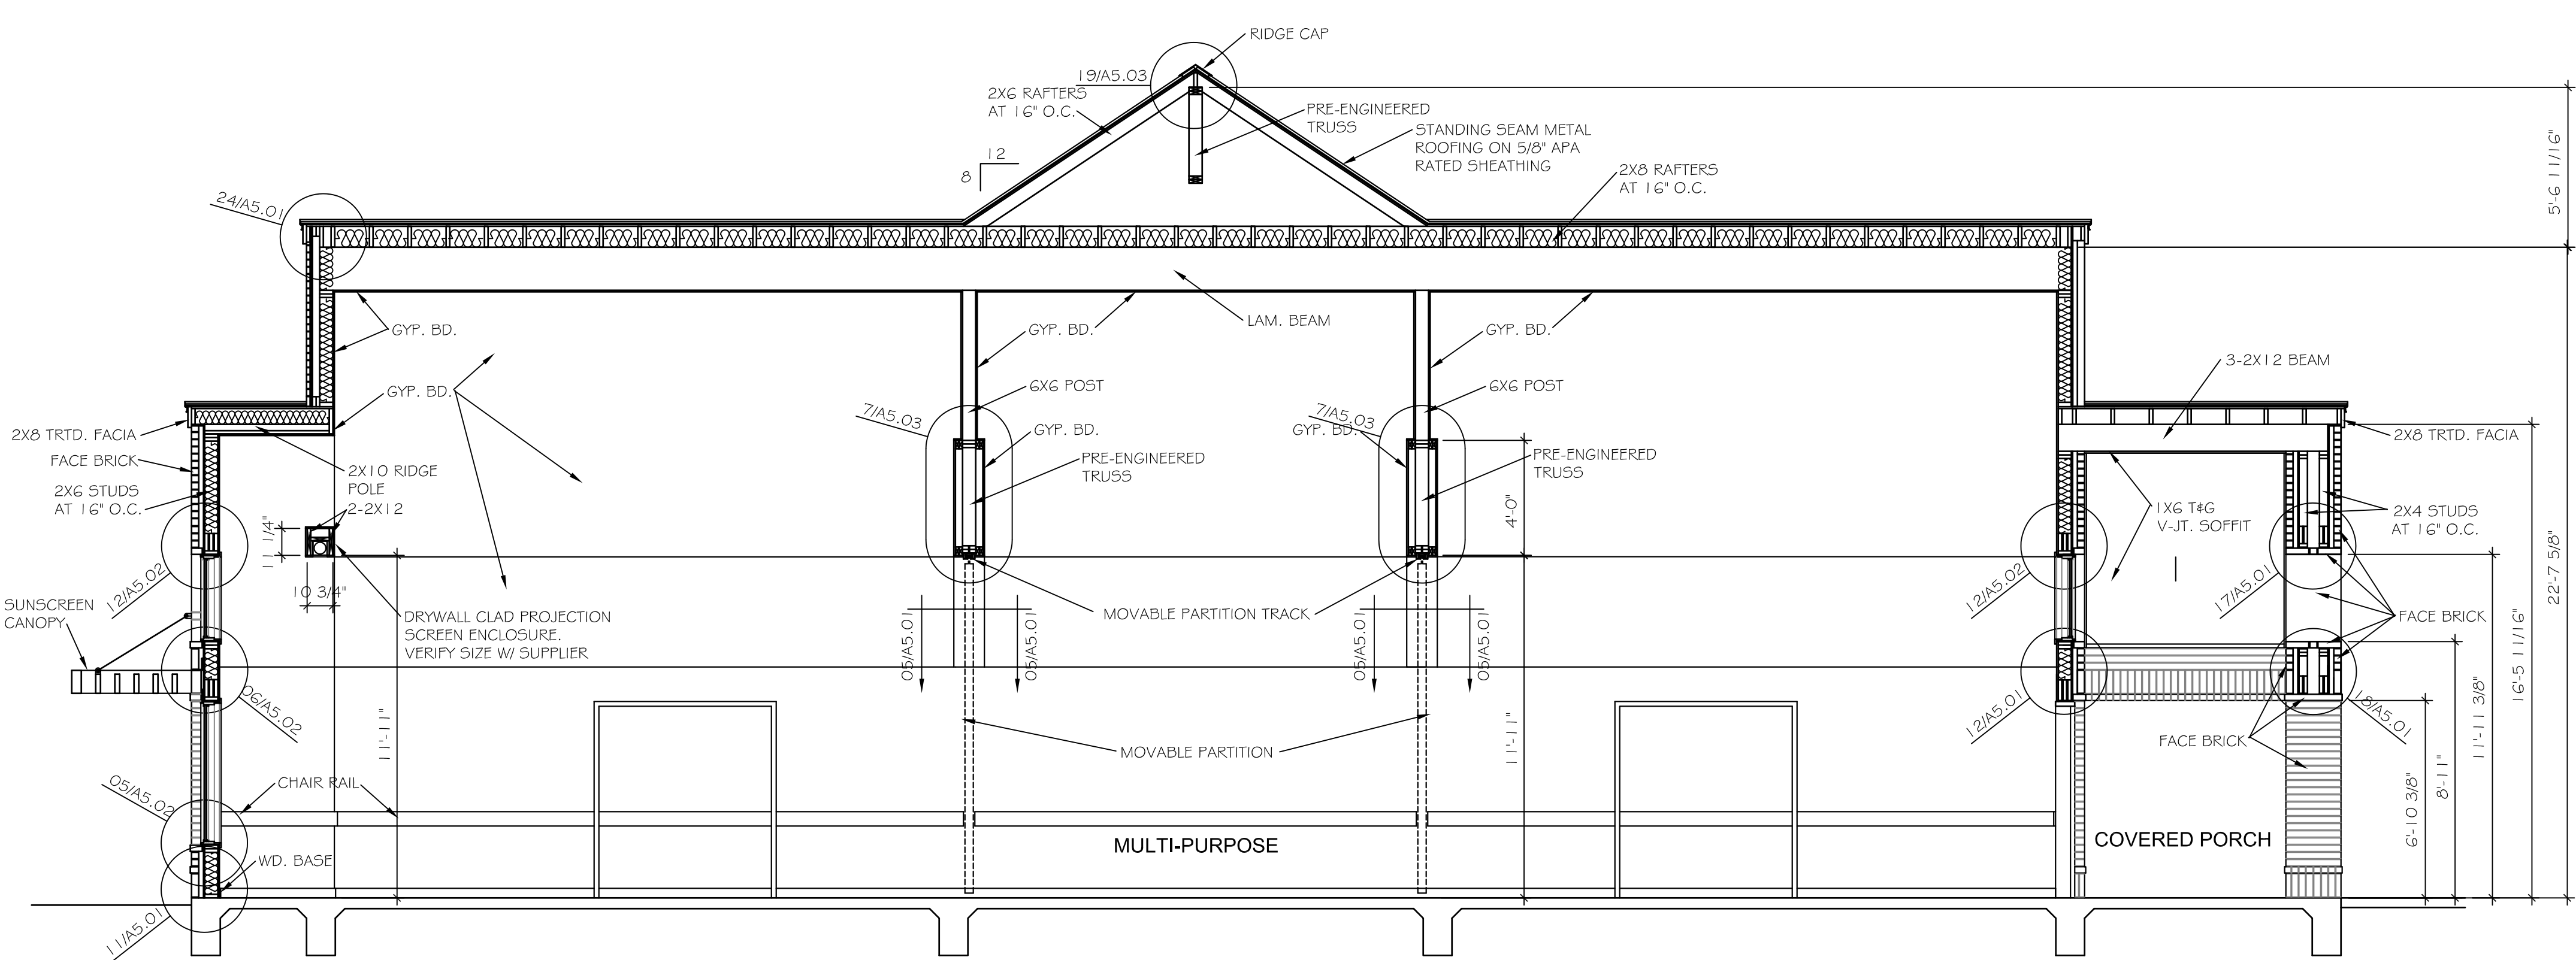 RIDGE CAP
19/A5.03
2X6 RAFTERS
AT 16" O.C.
PRE-ENGINEERED
TRUSS
STANDING SEAM METAL
ROOFING ON 5/8" APA
RATED SHEATHING
12
8
2X8 RAFTERS
AT 16" O.C.
5'-6 11/16"
24/A5.01
GYP. BD.
GYP. BD.
LAM. BEAM
GYP. BD.
3-2X12 BEAM
GYP. BD.
6X6 POST
6X6 POST
7/A5.03
7/A5.03
2X8 TRTD. FACIA
GYP. BD.
GYP. BD.
2X8 TRTD. FACIA
FACE BRICK
PRE-ENGINEERED
TRUSS
PRE-ENGINEERED
TRUSS
2X10 RIDGE
POLE
2-2X12
2X6 STUDS
AT 16" O.C.
4'-0"
1X6 T&G
V-JT. SOFFIT
2X4 STUDS
AT 16" O.C.
11 1/4"
22'-7 5/8"
12/A5.02
10 3/4"
12/A5.02
17/A5.01
SUNSCREEN
CANOPY
DRYWALL CLAD PROJECTION
SCREEN ENCLOSURE.
VERIFY SIZE W/ SUPPLIER
MOVABLE PARTITION TRACK
FACE BRICK
05/A5.01
05/A5.01
05/A5.01
05/A5.01
16'-5 11/16"
06/A5.02
12/A5.01
18/A5.01
11'-11"
11'-11"
11'-11 3/8"
MOVABLE PARTITION
FACE BRICK
8'-11"
6'-10 3/8"
05/A5.02
CHAIR RAIL
MULTI-PURPOSE
COVERED PORCH
WD. BASE
11/A5.01